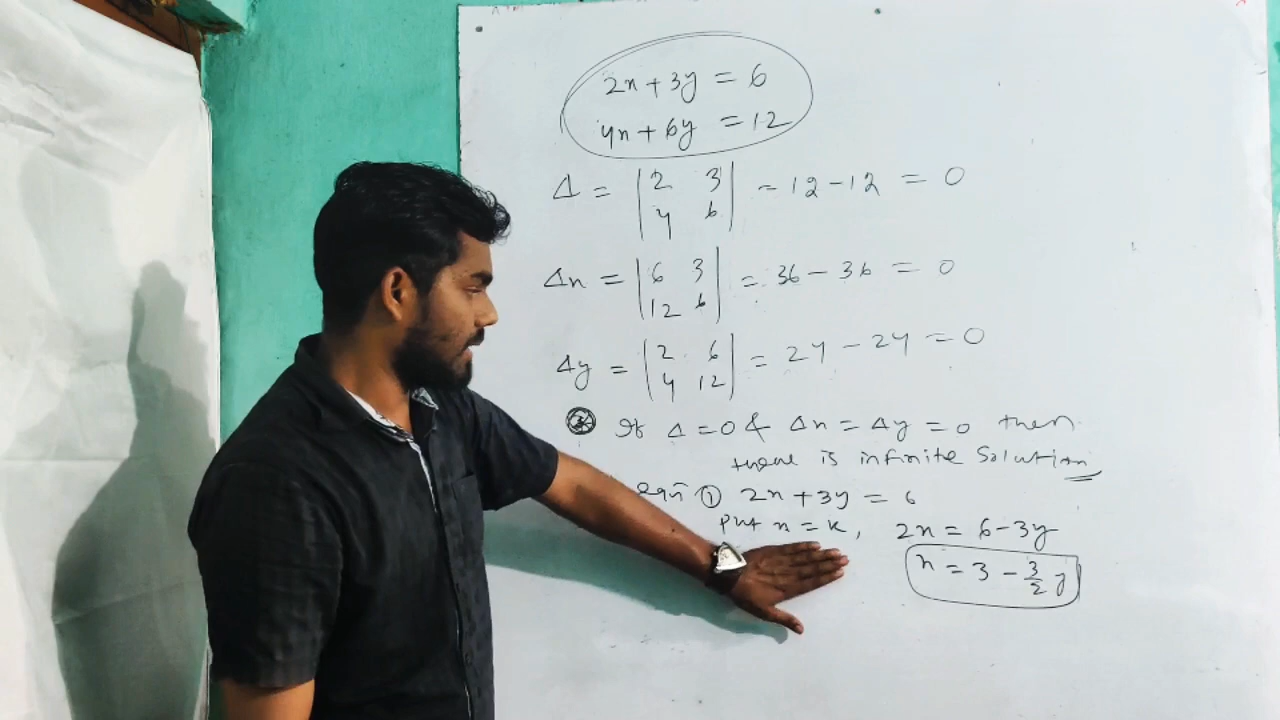 2x + 3y = 6
4x + 6y = 12
Δ = |2 3| = 12 - 12 = 0
|4 6|
Δx = |6 3| = 36 - 36 = 0
|12 6|
Δy = |2 6| = 24 - 24 = 0
|4 12|
If Δ = 0 & Δx = Δy = 0 then
there is infinite solution
eqn ① 2x + 3y = 6
put x = k, 2x = 6 - 3y
x = 3 - 3/2 y